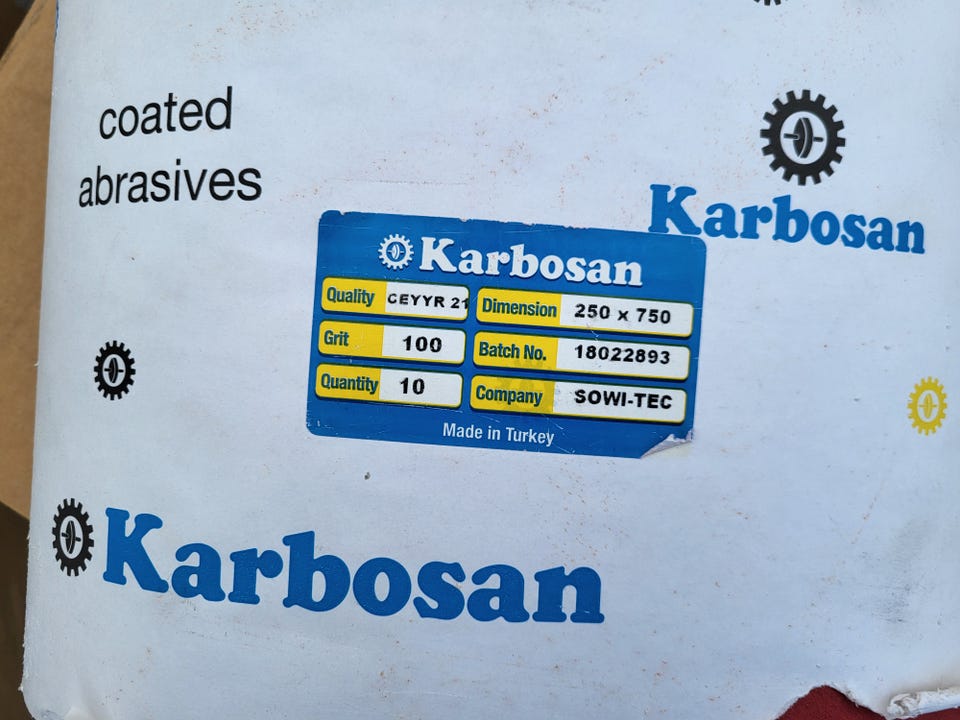 coated
abrasives
Karbosan
Karbosan
Quality CEYYR 21
Dimension 250 x 750
Grit 100
Batch No. 18022893
Quantity 10
Company SOWI-TEC
Made in Turkey
Karbosan